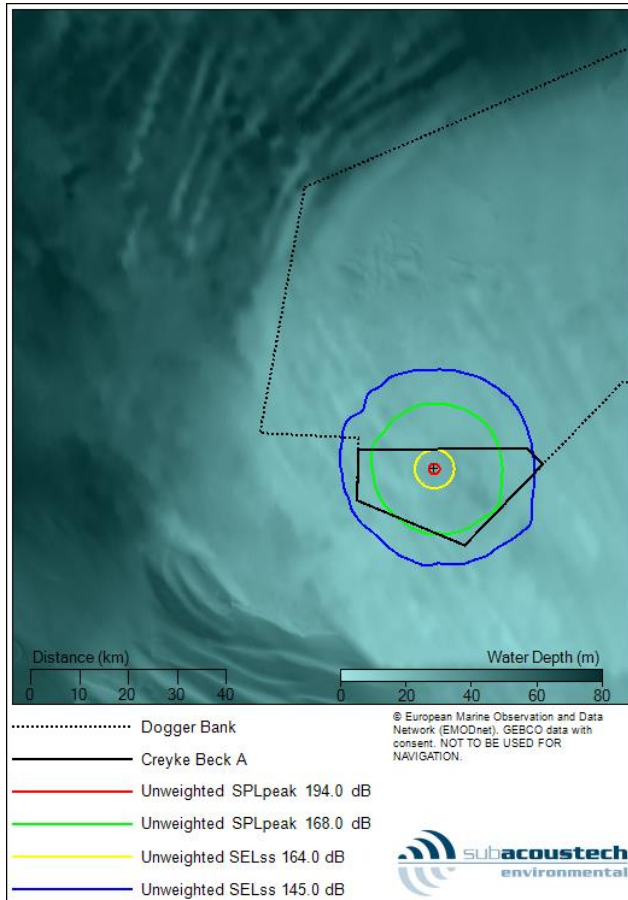 Distance (km)
0 10 20 30 40
Water Depth (m)
0 20 40 60 80
Dogger Bank
Creyke Beck A
Unweighted SPLpeak 194.0 dB
Unweighted SPLpeak 168.0 dB
Unweighted SELss 164.0 dB
Unweighted SELss 145.0 dB
© European Marine Observation and Data
Network (EMODnet). GEBCO data with
consent. NOT TO BE USED FOR
NAVIGATION.
subacoustech
environmental